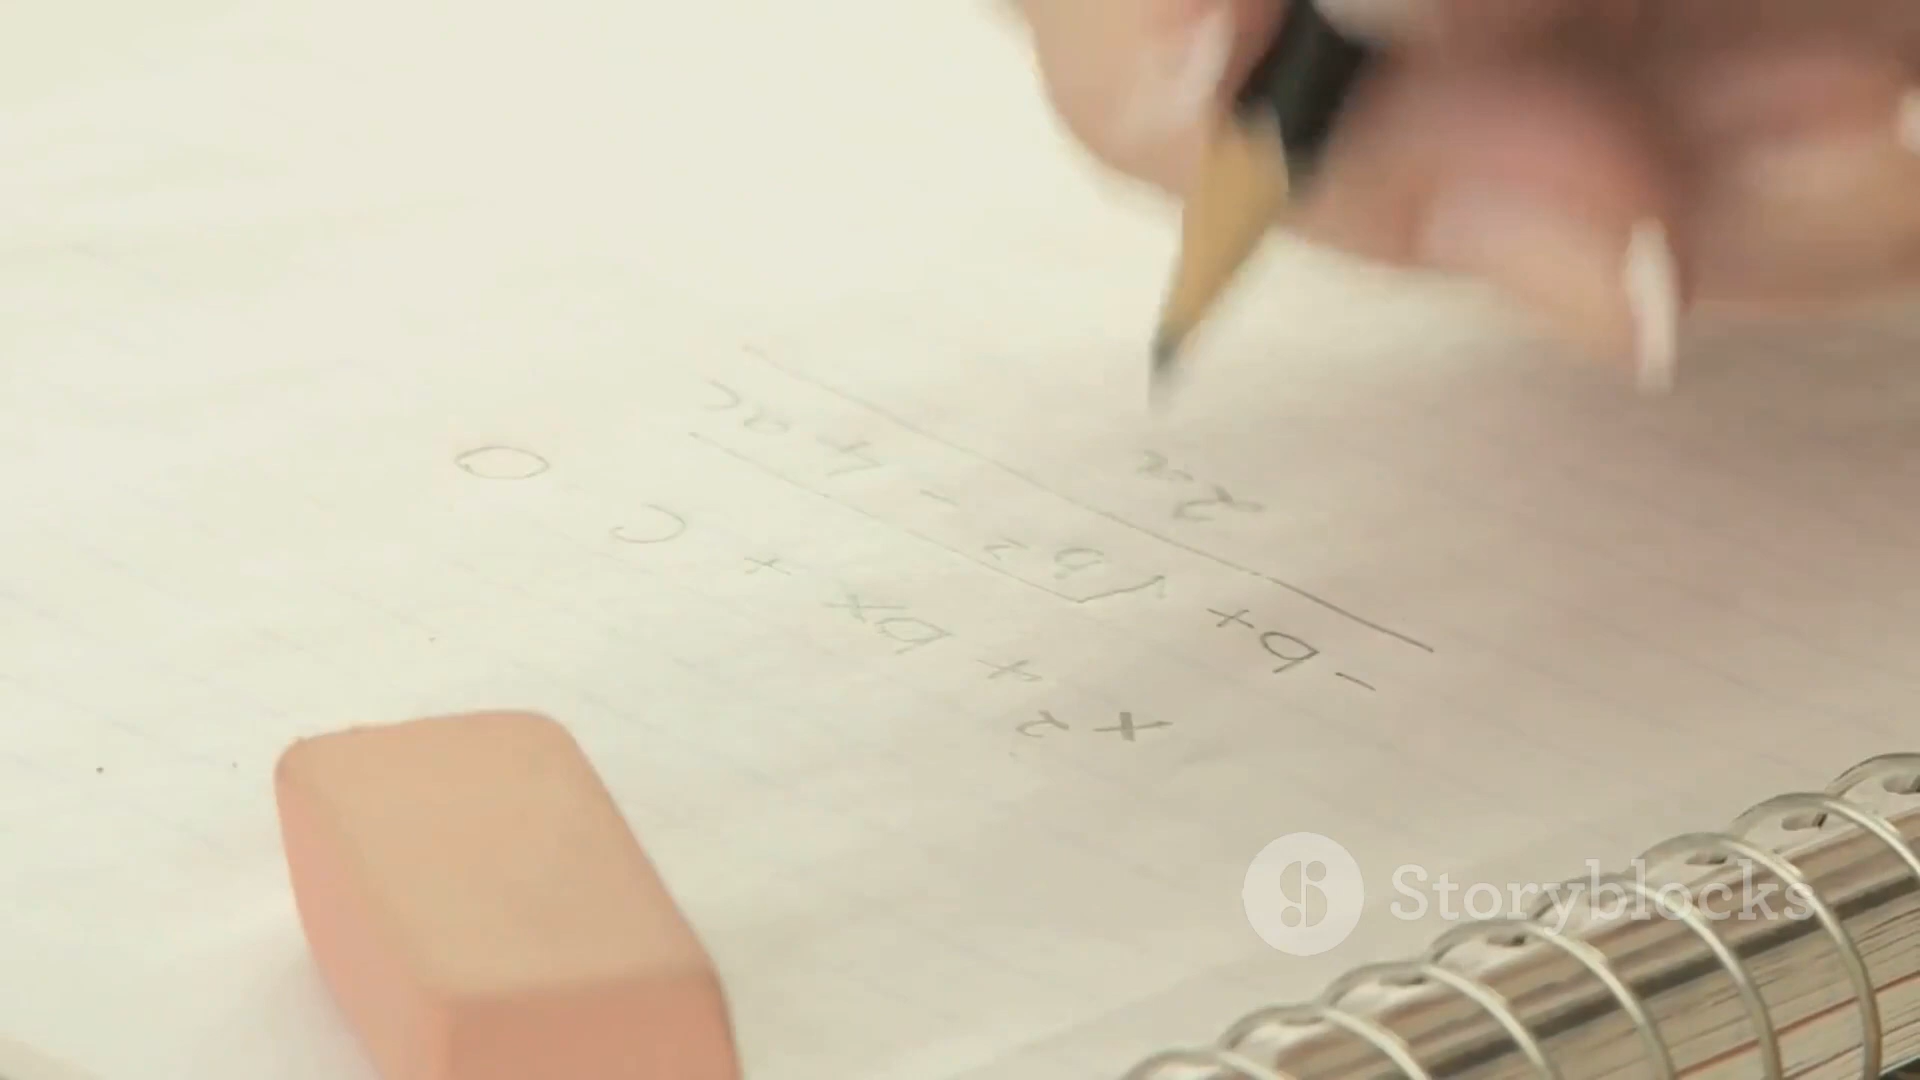 x² + bx + c 0
-b + √b² - 4ac
2a
Storyblocks